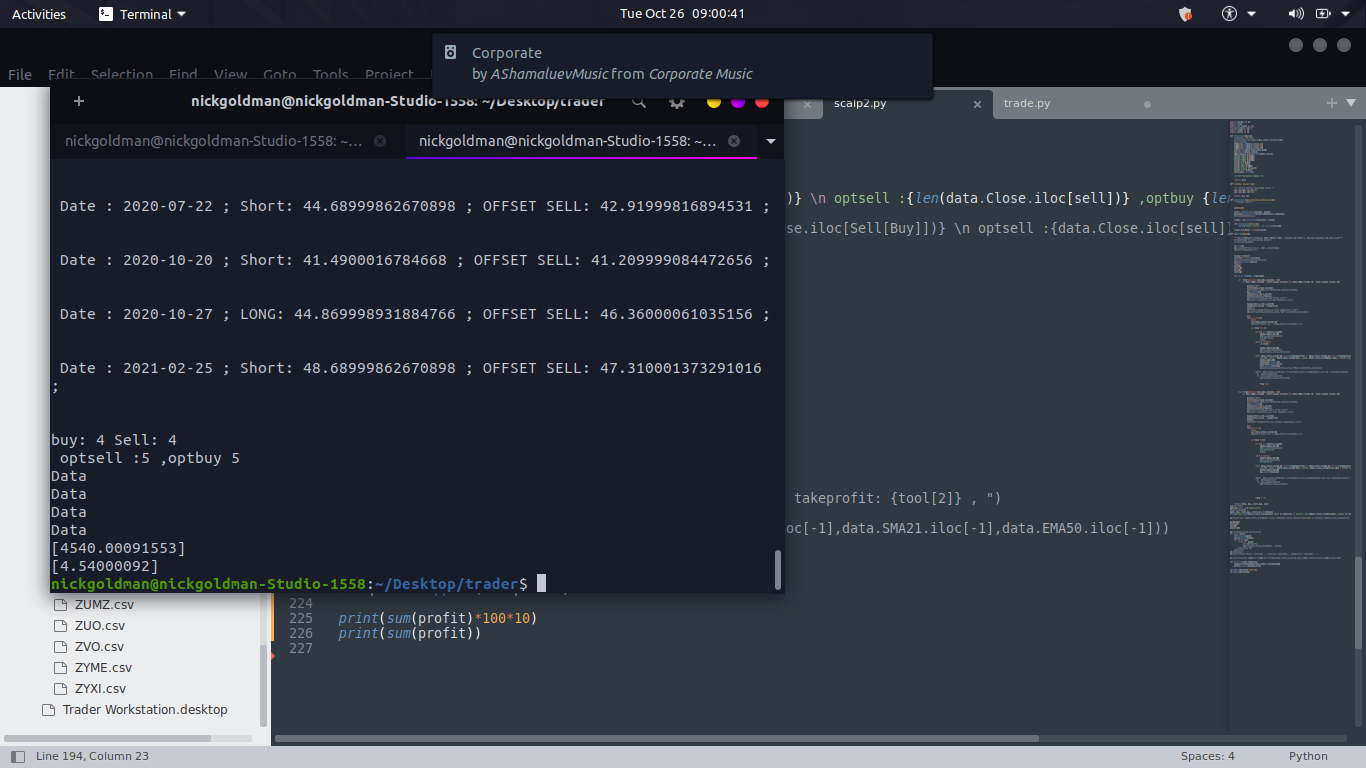 Activities
Terminal
Tue Oct 26 09:00:41
Corporate
by AShamaluevMusic from Corporate Music
File Edit Selection Find View Goto Tools Project
nickgoldman@nickgoldman-Studio-1558: ~/Desktop/trader
scalp2.py
trade.py
nickgoldman@nickgoldman-Studio-1558: ~...
nickgoldman@nickgoldman-Studio-1558: ~...
Date : 2020-07-22 ; Short: 44.68999862670898 ; OFFSET SELL: 42.91999816894531 ;
Date : 2020-10-20 ; Short: 41.4900016784668 ; OFFSET SELL: 41.209999084472656 ;
Date : 2020-10-27 ; LONG: 44.869998931884766 ; OFFSET SELL: 46.36000061035156 ;
Date : 2021-02-25 ; Short: 48.68999862670898 ; OFFSET SELL: 47.310001373291016
;
buy: 4 Sell: 4
optsell :5 ,optbuy 5
Data
Data
Data
Data
[4540.00091553]
[4.54000092]
nickgoldman@nickgoldman-Studio-1558:~/Desktop/trader$
)} \n optsell :{len(data.Close.iloc[sell])} ,optbuy {le
se.iloc[Sell[Buy]])} \n optsell :{data.Close.iloc[sell]
takeprofit: {tool[2]} , ")
oc[-1],data.SMA21.iloc[-1],data.EMA50.iloc[-1]))
224
225 print(sum(profit)*100*10)
226 print(sum(profit))
227
ZUMZ.csv
ZUO.csv
ZVO.csv
ZYME.csv
ZYXI.csv
Trader Workstation.desktop
Line 194, Column 23
Spaces: 4
Python